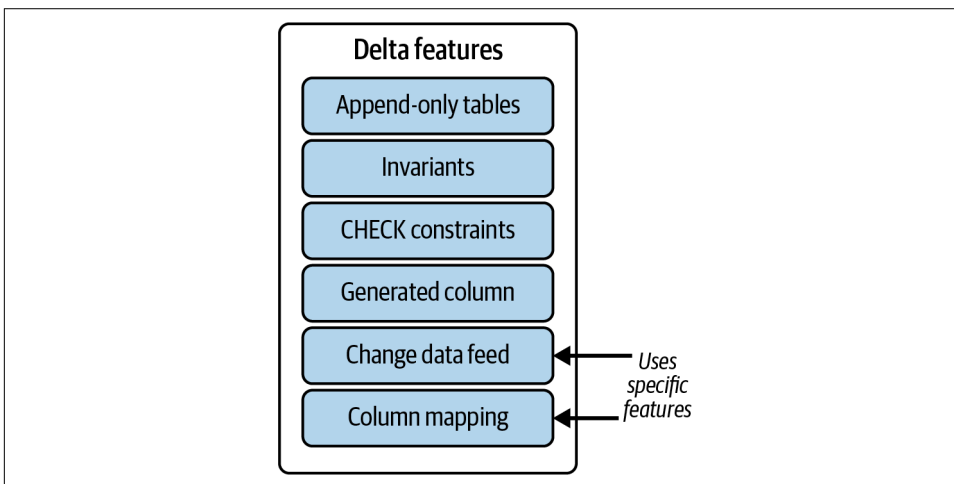 Delta features
Append-only tables
Invariants
CHECK constraints
Generated column
Change data feed
Column mapping
Uses
specific
features